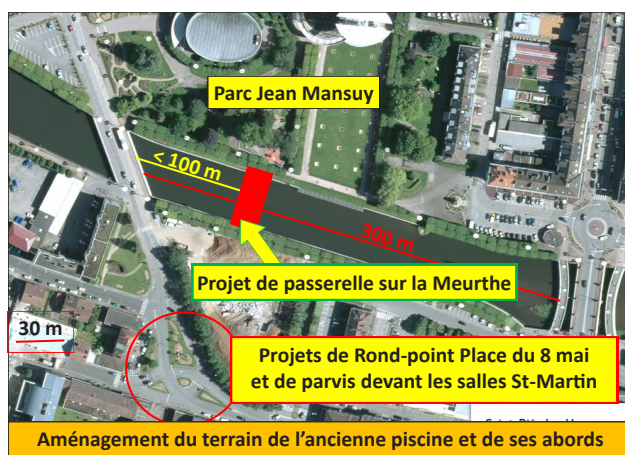 Parc Jean Mansuy
< 100 m
300 m
Projet de passerelle sur la Meurthe
30 m
Projets de Rond-point Place du 8 mai
et de parvis devant les salles St-Martin
Aménagement du terrain de l'ancienne piscine et de ses abords